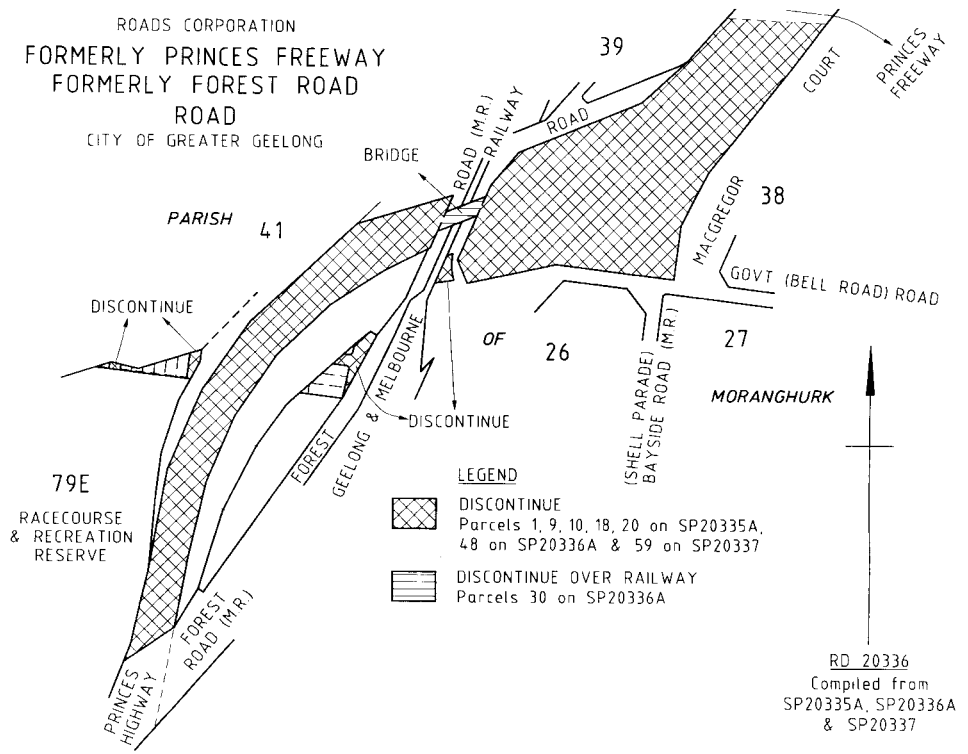 ROADS CORPORATION
FORMERLY PRINCES FREEWAY
FORMERLY FOREST ROAD
ROAD
CITY OF GREATER GEELONG
39
COURT
PRINCES
FREEWAY
ROAD (M.R.)
RAILWAY
ROAD
BRIDGE
PARISH
41
38
MACGREGOR
GOVT (BELL ROAD) ROAD
DISCONTINUE
OF
26
27
(SHELL PARADE)
BAYSIDE ROAD (M.R.)
MORANGHURK
DISCONTINUE
FOREST
GEELONG & MELBOURNE
79E
RACECOURSE
& RECREATION
RESERVE
LEGEND
DISCONTINUE
Parcels 1, 9, 10, 18, 20 on SP20335A,
48 on SP20336A & 59 on SP20337
DISCONTINUE OVER RAILWAY
Parcels 30 on SP20336A
FOREST
ROAD (M.R.)
PRINCES
HIGHWAY
RD 20336
Compiled from
SP20335A, SP20336A
& SP20337